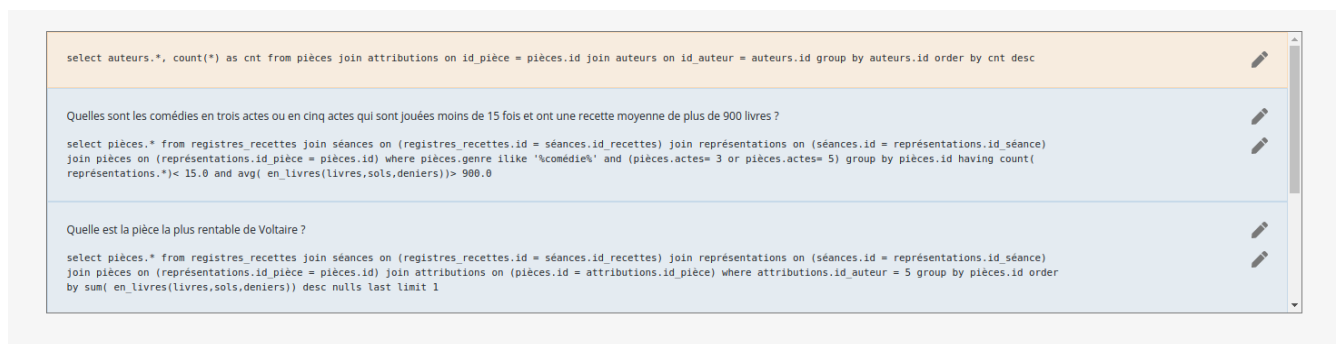 select auteurs.*, count(*) as cnt from pièces join attributions on id_pièce = pièces.id join auteurs on id_auteur = auteurs.id group by auteurs.id order by cnt desc
Quelles sont les comédies en trois actes ou en cinq actes qui sont jouées moins de 15 fois et ont une recette moyenne de plus de 900 livres ?
select pièces.* from registres_recettes join séances on (registres_recettes.id = séances.id_recettes) join représentations on (séances.id = représentations.id_séance)
join pièces on (représentations.id_pièce = pièces.id) where pièces.genre ilike '%comédie%' and (pièces.actes= 3 or pièces.actes= 5) group by pièces.id having count(
représentations.*)< 15.0 and avg( en_livres(livres,sols,deniers))> 900.0
Quelle est la pièce la plus rentable de Voltaire ?
select pièces.* from registres_recettes join séances on (registres_recettes.id = séances.id_recettes) join représentations on (séances.id = représentations.id_séance)
join pièces on (représentations.id_pièce = pièces.id) join attributions on (pièces.id = attributions.id_pièce) where attributions.id_auteur = 5 group by pièces.id order
by sum( en_livres(livres,sols,deniers)) desc nulls last limit 1